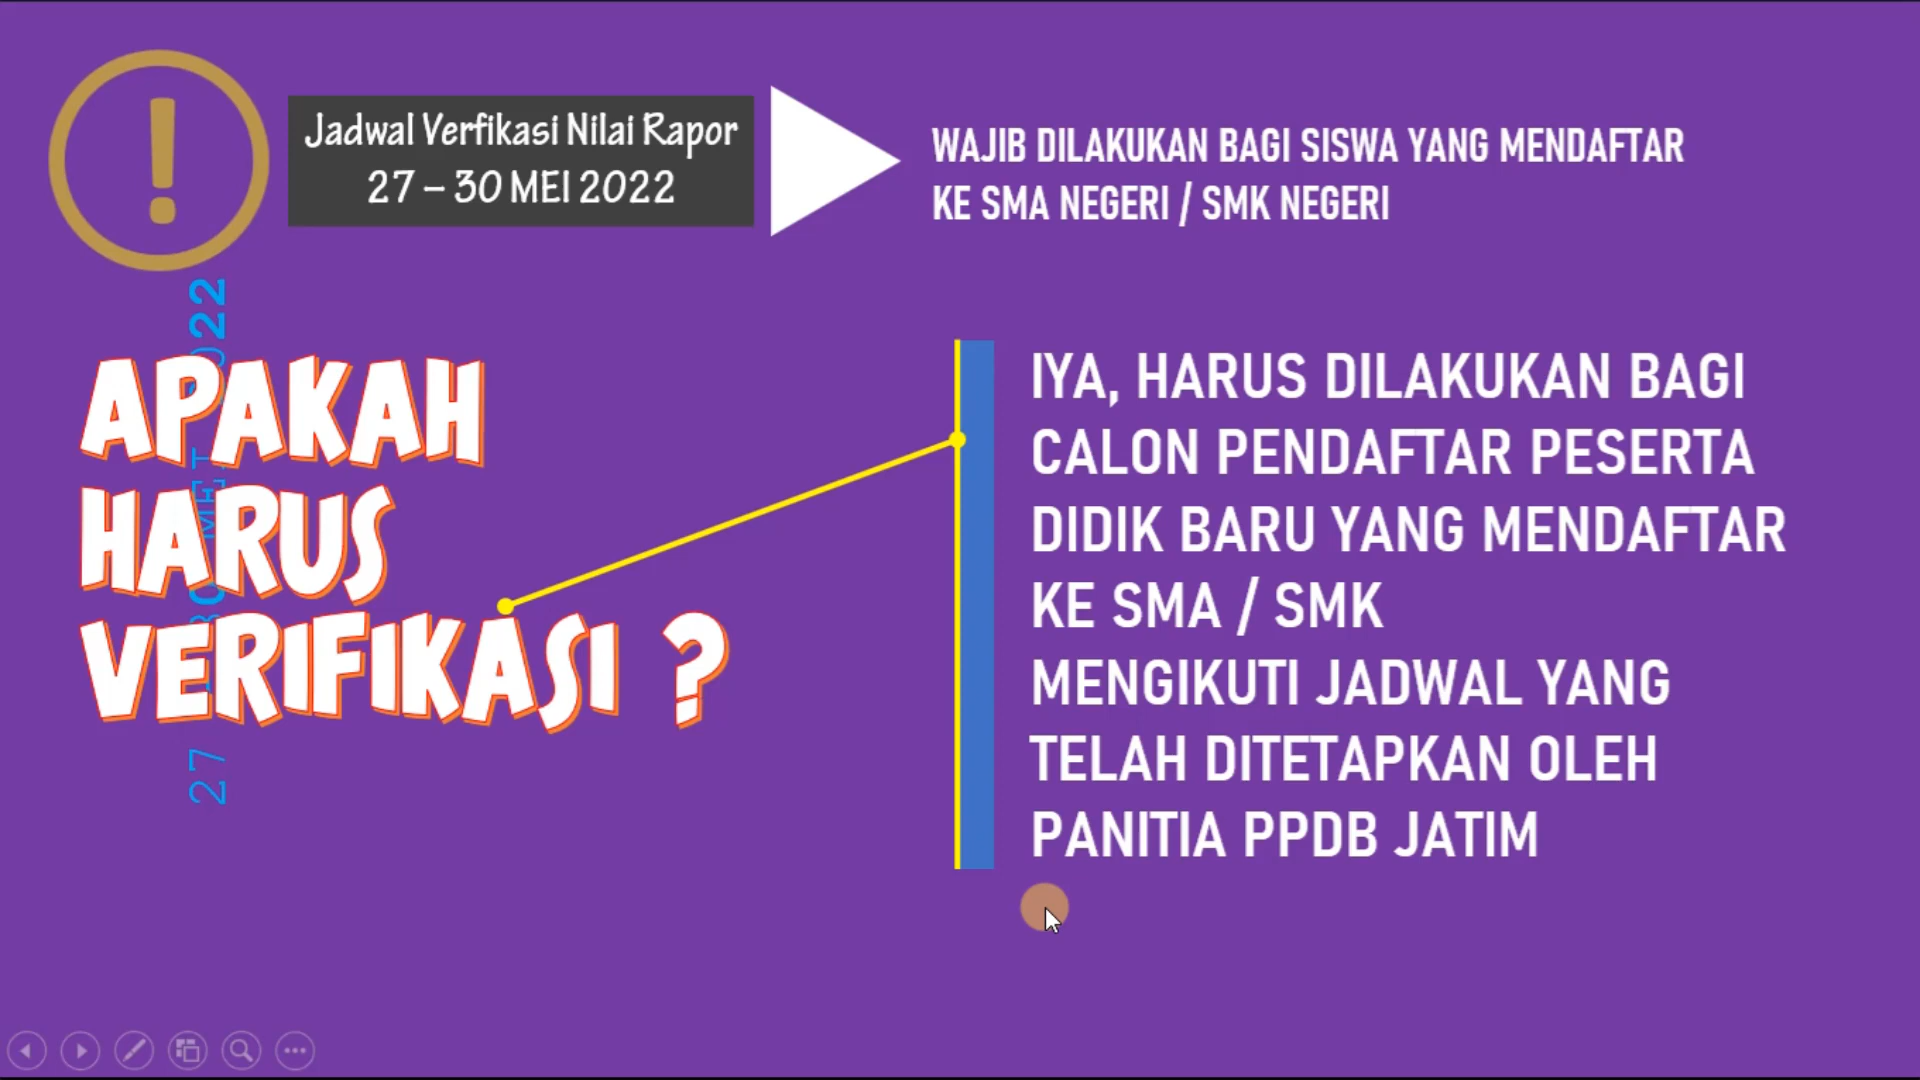 Jadwal Verfikasi Nilai Rapor
27 – 30 MEI 2022
WAJIB DILAKUKAN BAGI SISWA YANG MENDAFTAR
KE SMA NEGERI / SMK NEGERI
APAKAH
HARUS
VERIFIKASI ?
IYA, HARUS DILAKUKAN BAGI
CALON PENDAFTAR PESERTA
DIDIK BARU YANG MENDAFTAR
KE SMA / SMK
MENGIKUTI JADWAL YANG
TELAH DITETAPKAN OLEH
PANITIA PPDB JATIM